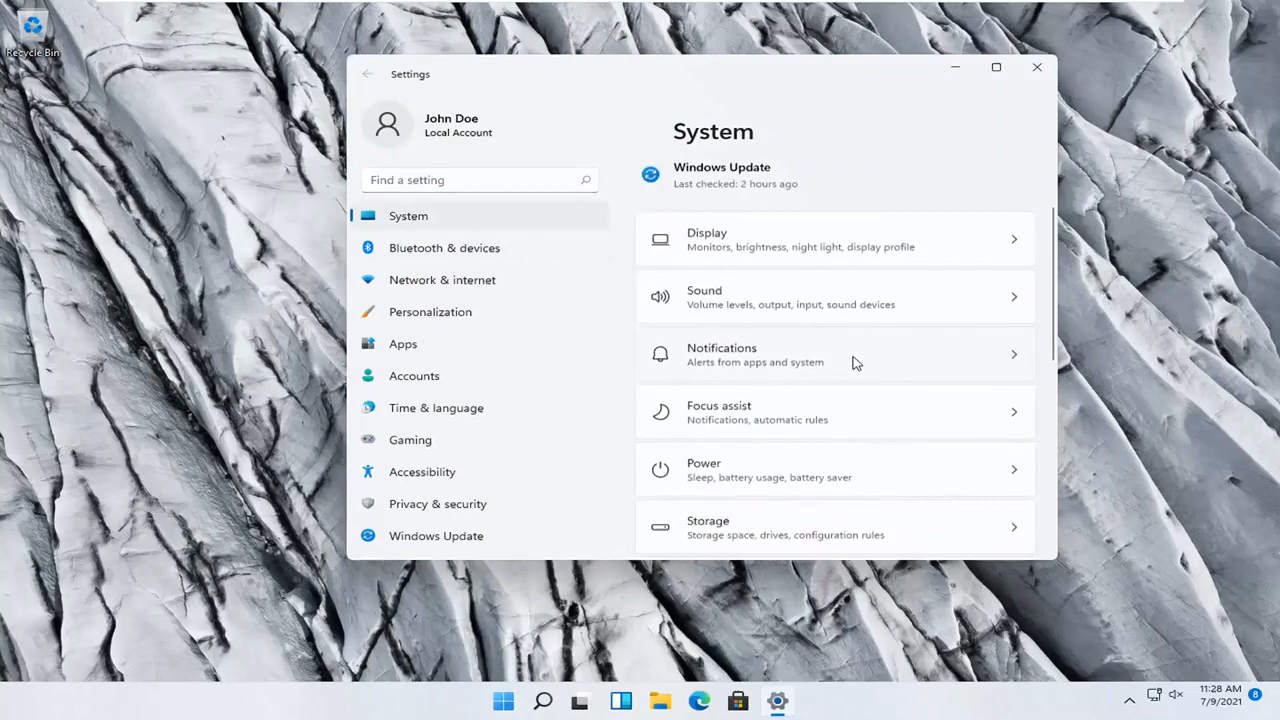 Recycle Bin
Settings
John Doe
Local Account
Find a setting
System
Bluetooth & devices
Network & internet
Personalization
Apps
Accounts
Time & language
Gaming
Accessibility
Privacy & security
Windows Update
System
Windows Update
Last checked: 2 hours ago
Display
Monitors, brightness, night light, display profile
Sound
Volume levels, output, input, sound devices
Notifications
Alerts from apps and system
Focus assist
Notifications, automatic rules
Power
Sleep, battery usage, battery saver
Storage
Storage space, drives, configuration rules
11:28 AM
7/9/2021
8